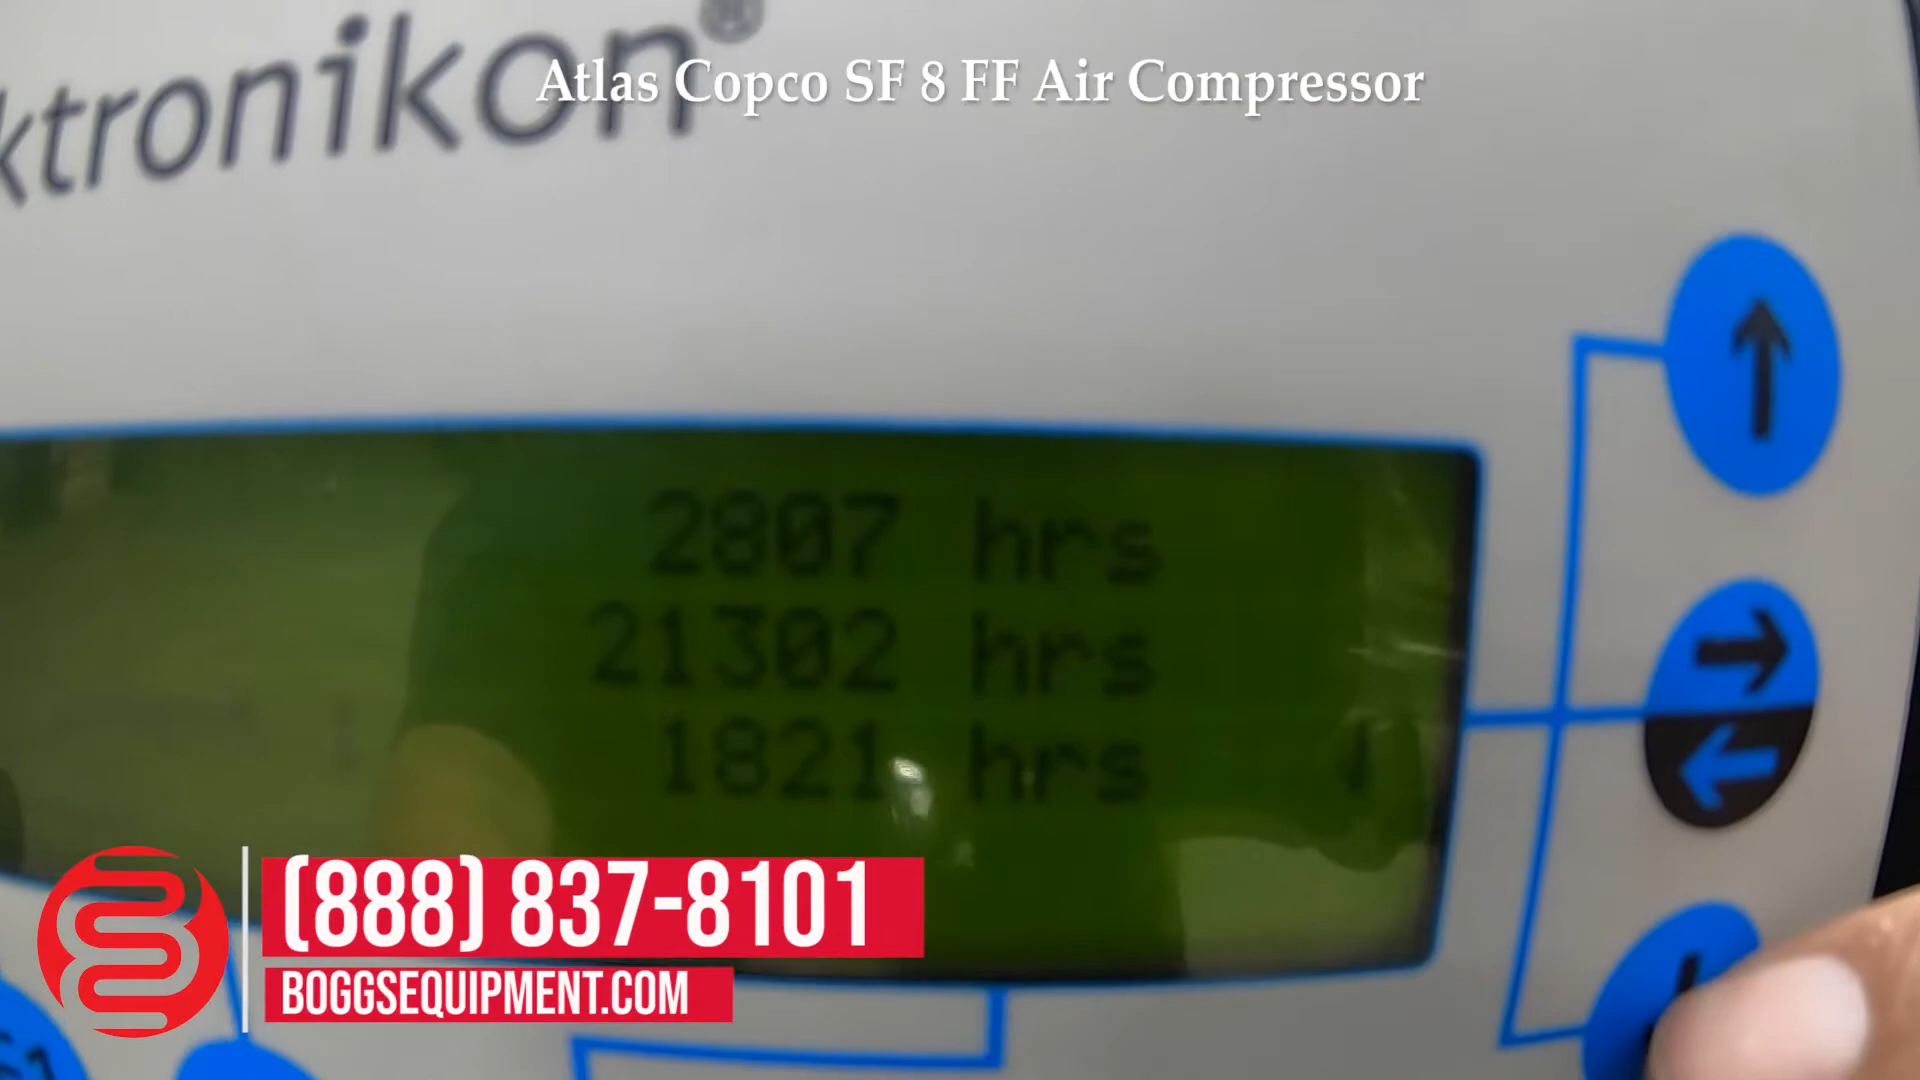 ktronikon®
Atlas Copco SF 8 FF Air Compressor
2807 hrs
21302 hrs
1821 hrs
(888) 837-8101
BOGGSEQUIPMENT.COM